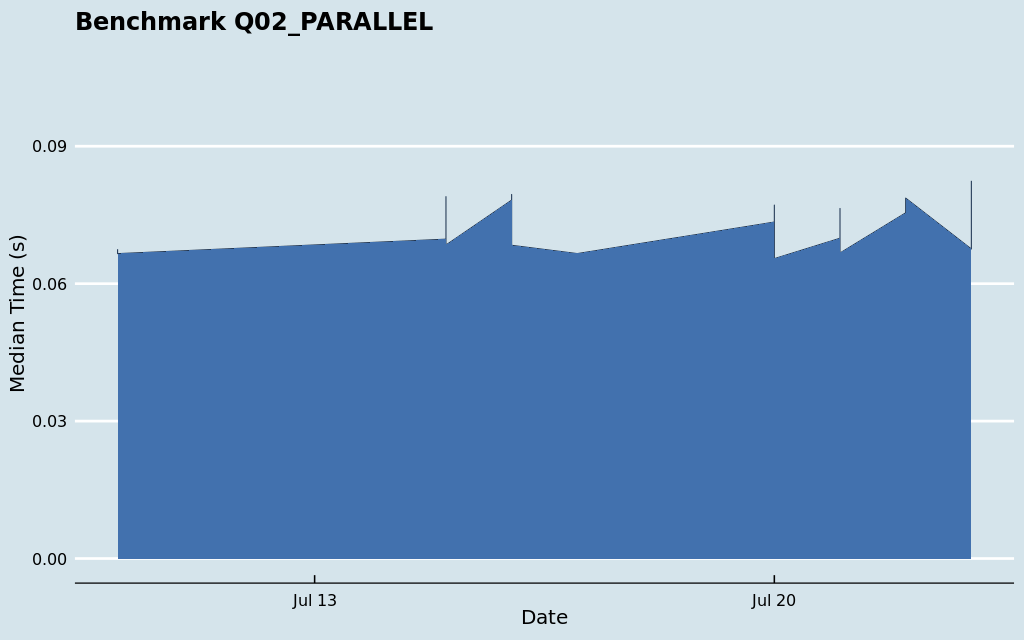 Benchmark Q02_PARALLEL
Median Time (s)
0.09
0.06
0.03
0.00
Jul 13
Jul 20
Date